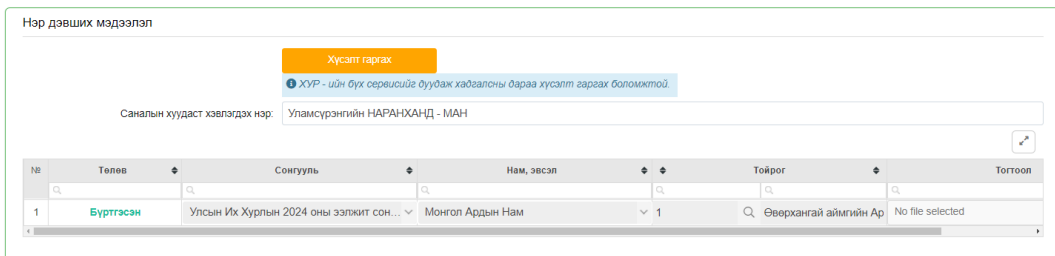 Нэр дэвших мэдээлэл
Хүсэлт гаргах
ХУР - ийн бүх сервисийг дуудаж хадгалсны дараа хүсэлт гаргах боломжтой.
Саналын хуудаст хэвлэгдэх нэр: Уламсүрэнгийн НАРАНХАНД - МАН
№ Төлөв Сонгууль Нам, эвсэл Тойрог Тогтоол
1 Бүртгэсэн Улсын Их Хурлын 2024 оны ээлжит сон... Монгол Ардын Нам 1 Өвөрхангай аймгийн Ар No file selected